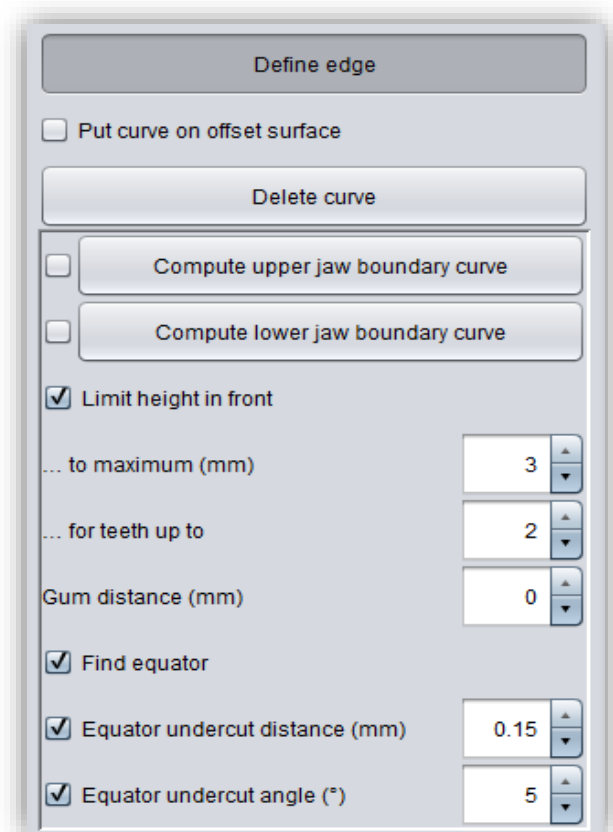 Define edge
Put curve on offset surface
Delete curve
Compute upper jaw boundary curve
Compute lower jaw boundary curve
Limit height in front
... to maximum (mm) 3
... for teeth up to 2
Gum distance (mm) 0
Find equator
Equator undercut distance (mm) 0.15
Equator undercut angle (°) 5